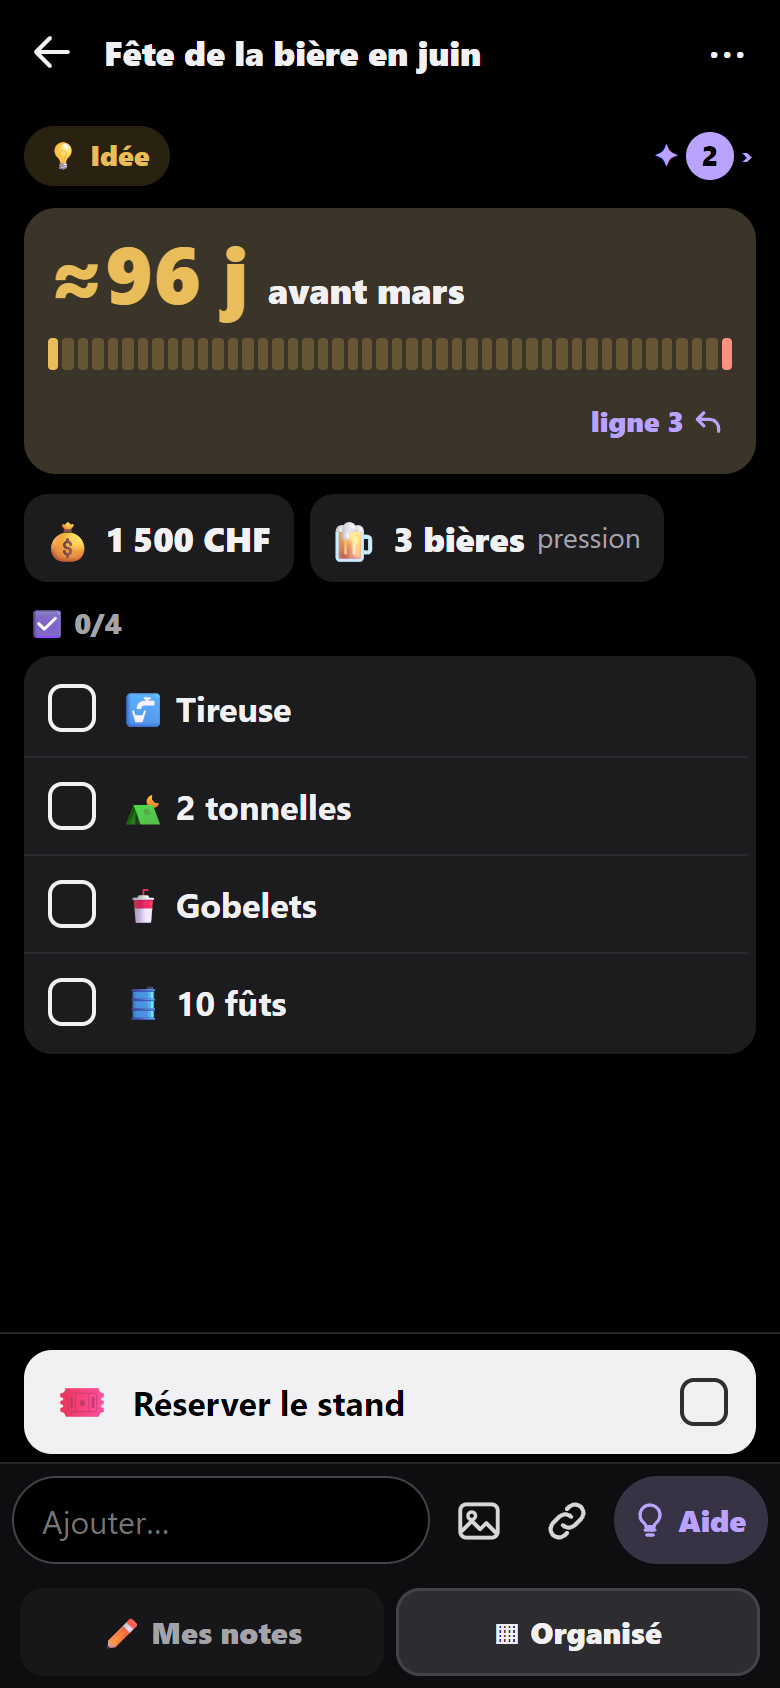 Fête de la bière en juin
Idée
2
≈96 j avant mars
ligne 3
1 500 CHF
3 bières pression
0/4
Tireuse
2 tonnelles
Gobelets
10 fûts
Réserver le stand
Ajouter...
Aide
Mes notes
Organisé